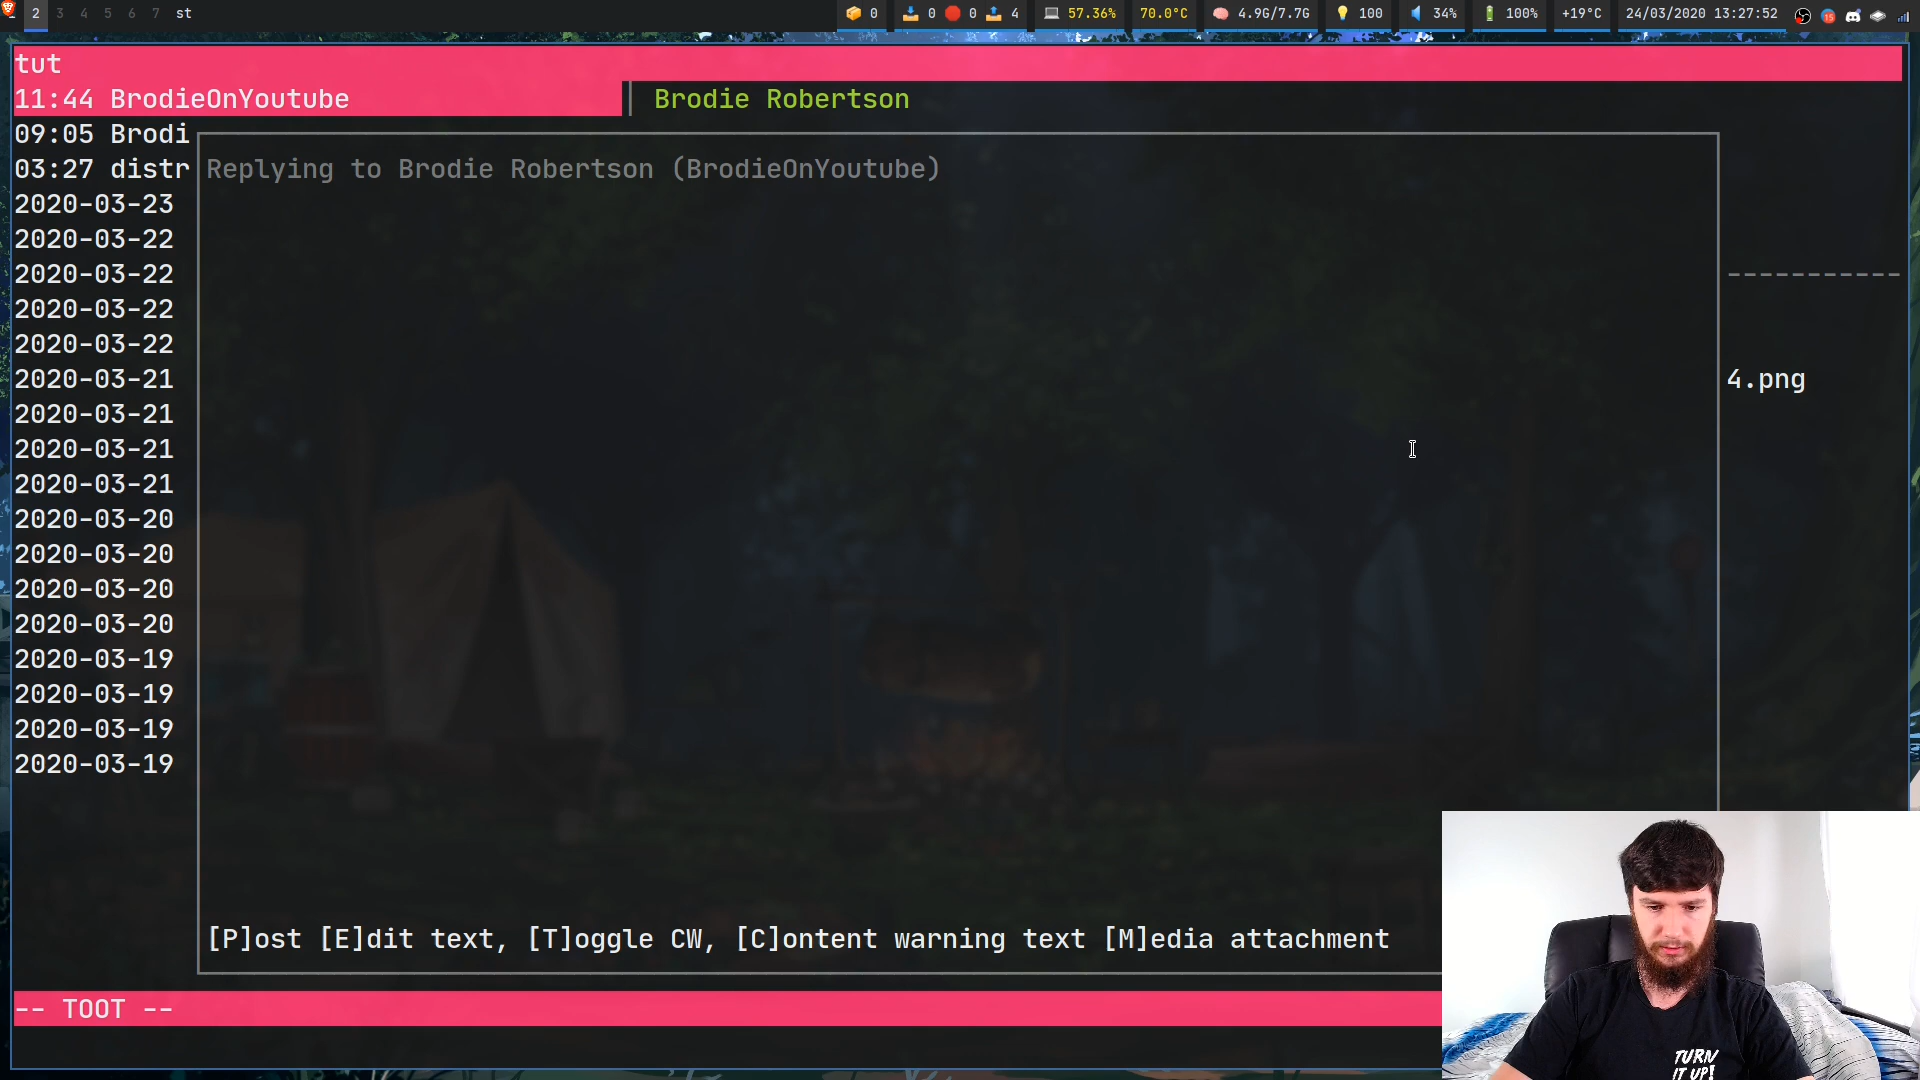 2 3 4 5 6 7 st 0 0 0 4 57.36% 70.0°C 4.9G/7.7G 100 34% 100% +19°C 24/03/2020 13:27:52 15
tut
11:44 BrodieOnYoutube Brodie Robertson
09:05 Brodi
03:27 distr Replying to Brodie Robertson (BrodieOnYoutube)
2020-03-23
2020-03-22
2020-03-22 -----------
2020-03-22
2020-03-22
2020-03-21 4.png
2020-03-21
2020-03-21
2020-03-21
2020-03-20
2020-03-20
2020-03-20
2020-03-20
2020-03-19
2020-03-19
2020-03-19
2020-03-19
[P]ost [E]dit text, [T]oggle CW, [C]ontent warning text [M]edia attachment
-- TOOT --
TURN
IT UP!